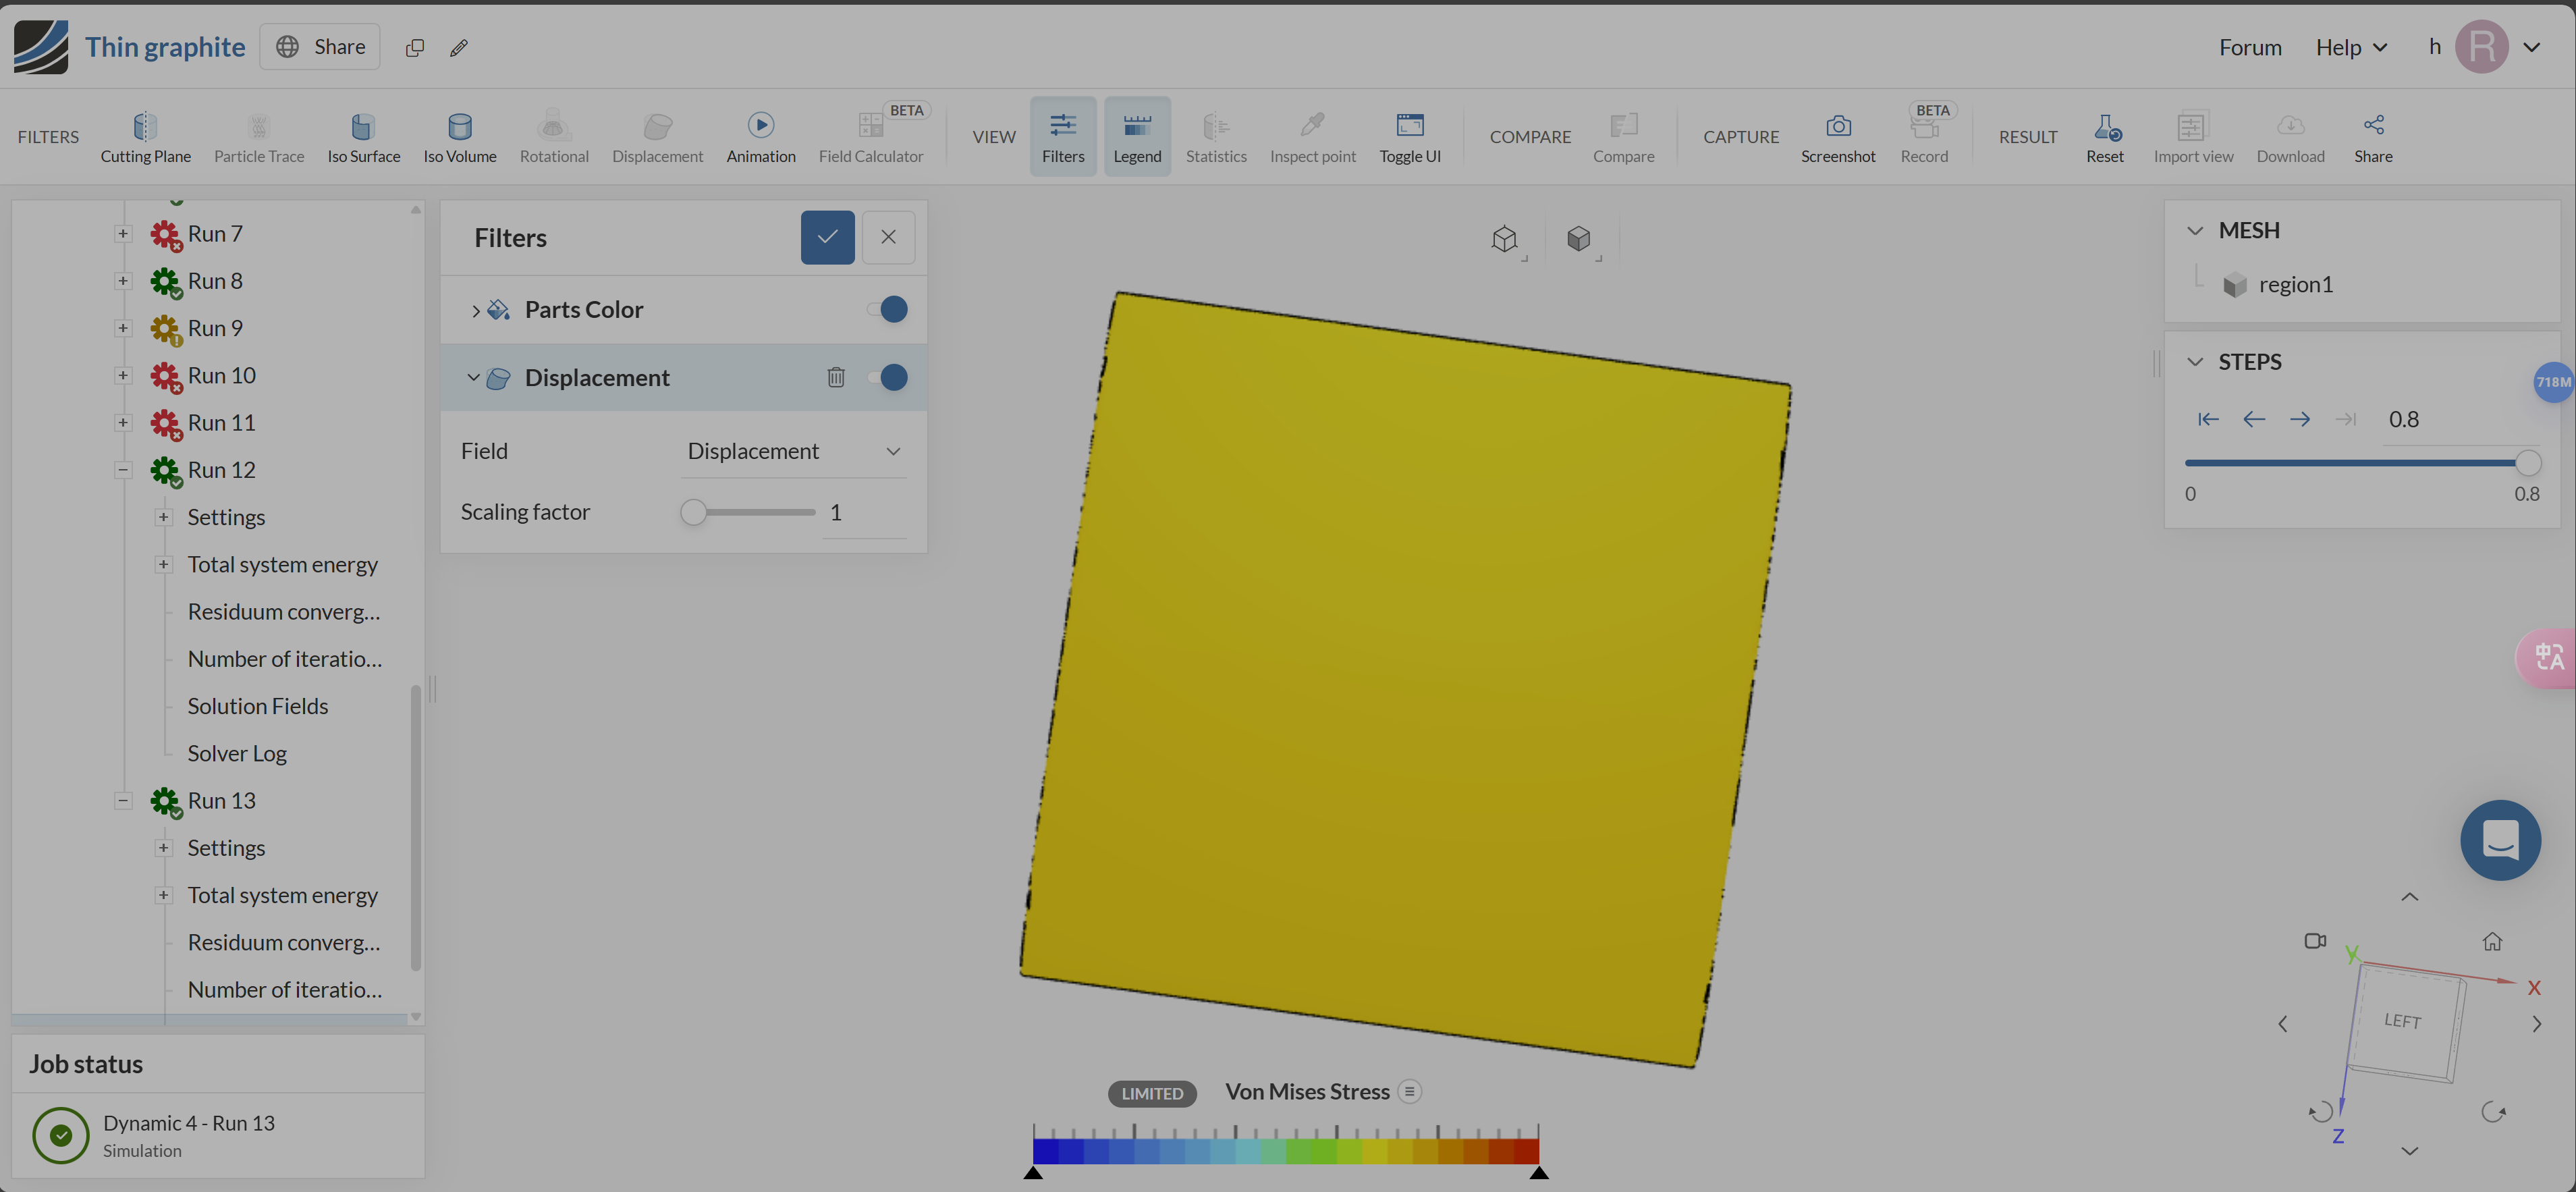 Thin graphite
Share
Forum
Help
h
R
FILTERS
Cutting Plane
Particle Trace
Iso Surface
Iso Volume
Rotational
Displacement
Animation
BETA
Field Calculator
VIEW
Filters
Legend
Statistics
Inspect point
Toggle UI
COMPARE
Compare
CAPTURE
Screenshot
BETA
Record
RESULT
Reset
Import view
Download
Share
Run 7
Run 8
Run 9
Run 10
Run 11
Run 12
Settings
Total system energy
Residuum converg...
Number of iteratio...
Solution Fields
Solver Log
Run 13
Settings
Total system energy
Residuum converg...
Number of iteratio...
Job status
Dynamic 4 - Run 13
Simulation
Filters
Parts Color
Displacement
Field Displacement
Scaling factor 1
MESH
region1
STEPS
0.8
0 0.8
718M
中A
y
X
LEFT
Z
LIMITED Von Mises Stress